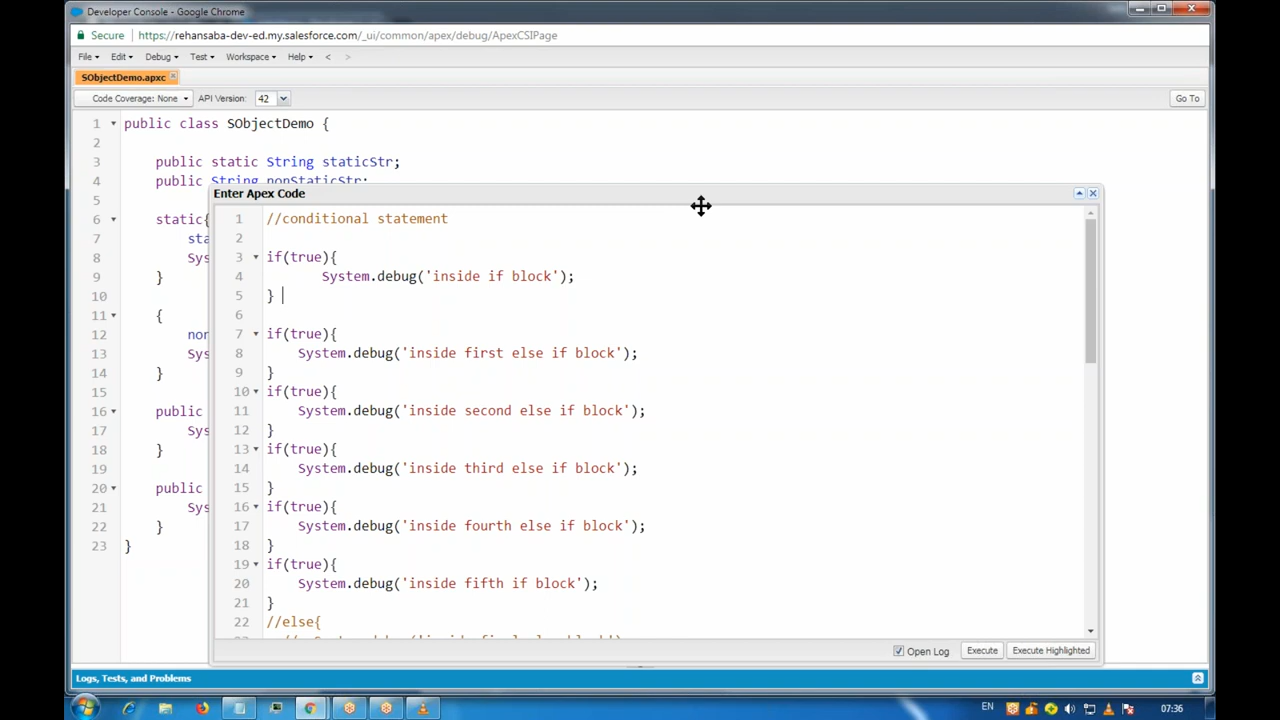 Developer Console - Google Chrome
Secure | https://rehansaba-dev-ed.my.salesforce.com/_ui/common/apex/debug/ApexCSIPage
File Edit Debug Test Workspace Help < >
SObjectDemo.apxc
Code Coverage: None API Version: 42 Go To
1 public class SObjectDemo {
2
3 public static String staticStr;
4 public String nonStaticStr;
5
6 static{
7 sta
8 Sys
9 }
10
11 {
12 non
13 Sys
14 }
15
16 public
17 Sys
18 }
19
20 public
21 Sys
22 }
23 }
Enter Apex Code
1 //conditional statement
2
3 if(true){
4 System.debug('inside if block');
5 }
6
7 if(true){
8 System.debug('inside first else if block');
9 }
10 if(true){
11 System.debug('inside second else if block');
12 }
13 if(true){
14 System.debug('inside third else if block');
15 }
16 if(true){
17 System.debug('inside fourth else if block');
18 }
19 if(true){
20 System.debug('inside fifth if block');
21 }
22 //else{
Open Log Execute Execute Highlighted
Logs, Tests, and Problems
EN 07:36